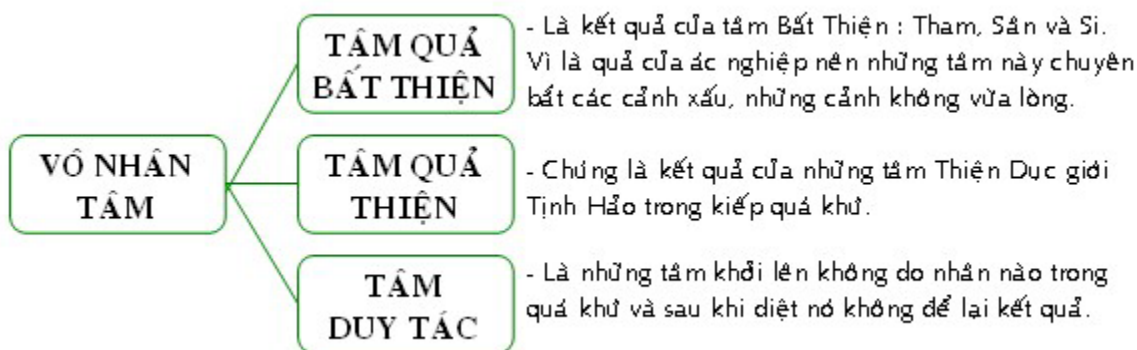 VÔ NHÂN
TÂM
TÂM QUẢ
BẤT THIỆN
- Là kết quả của tâm Bất Thiện : Tham, Sân và Si.
Vì là quả của ác nghiệp nên những tâm này chuyên
bắt các cảnh xấu, những cảnh không vừa lòng.
TÂM QUẢ
THIỆN
- Chúng là kết quả của những tâm Thiện Dục giới
Tịnh Hảo trong kiếp quá khứ.
TÂM
DUY TÁC
- Là những tâm khởi lên không do nhân nào trong
quá khứ và sau khi diệt nó không để lại kết quả.